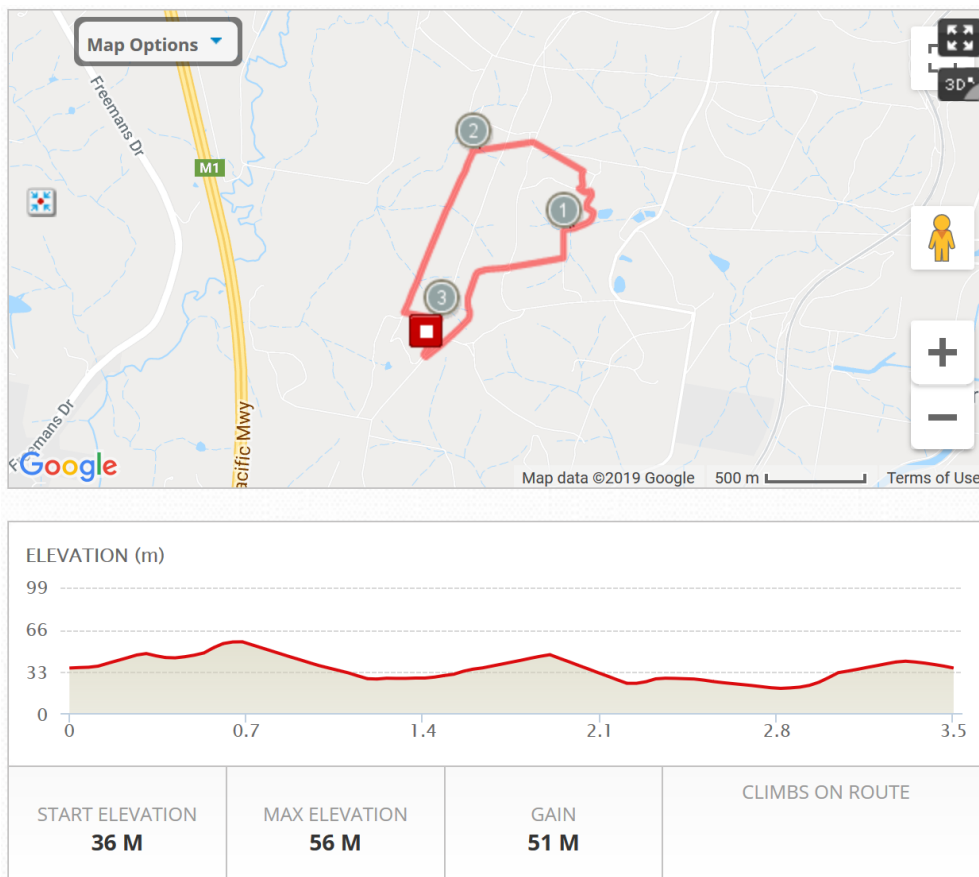 Map Options
3D
Freemans Dr
M1
2
1
3
Freemans Dr
acific Mwy
Google
Map data ©2019 Google
500 m
Terms of Use
ELEVATION (m)
99
66
33
0
0 0.7 1.4 2.1 2.8 3.5
START ELEVATION
36 M
MAX ELEVATION
56 M
GAIN
51 M
CLIMBS ON ROUTE